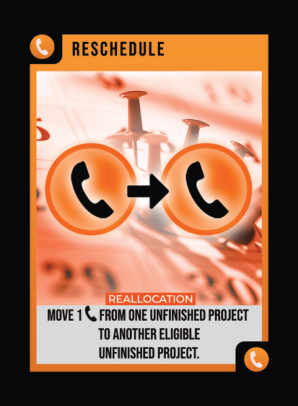 RESCHEDULE
REALLOCATION
MOVE 1 FROM ONE UNFINISHED PROJECT
TO ANOTHER ELIGIBLE
UNFINISHED PROJECT.